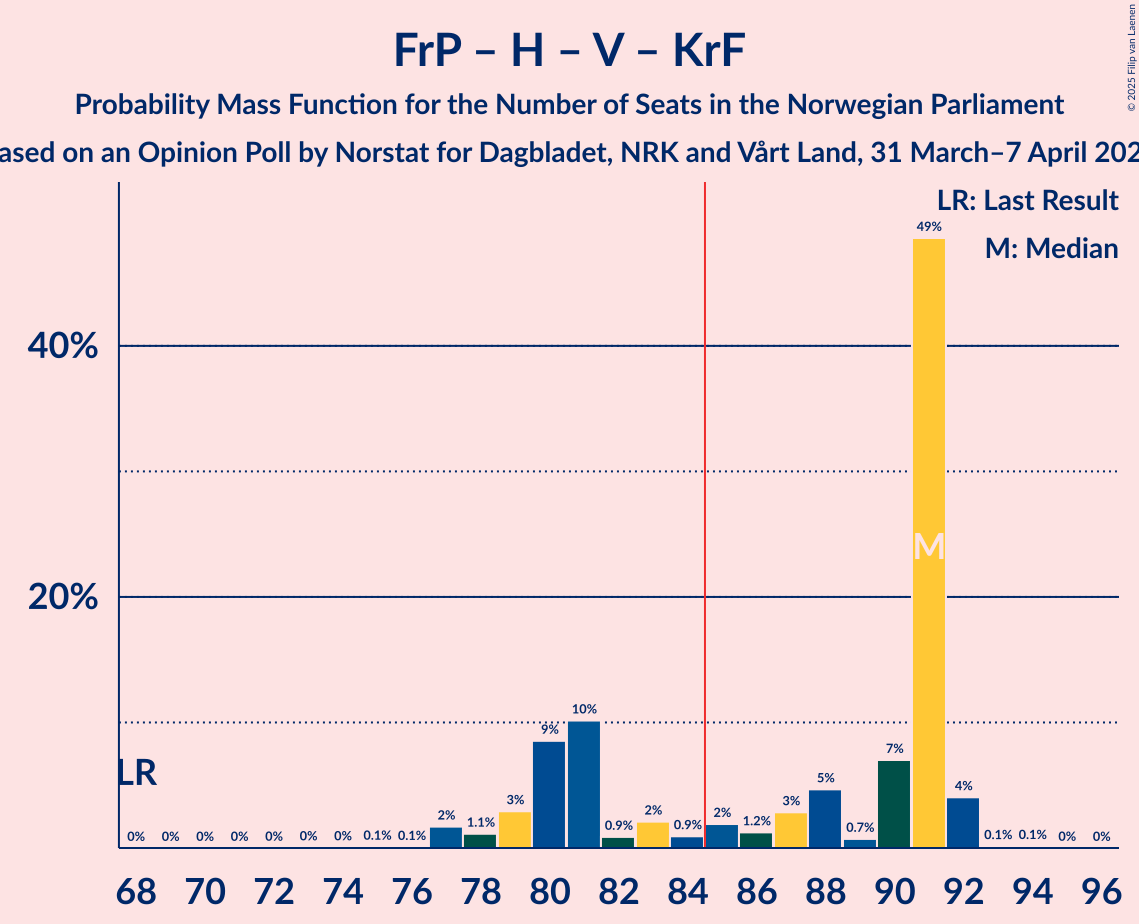 FrP – H – V – KrF
Probability Mass Function for the Number of Seats in the Norwegian Parliament
ased on an Opinion Poll by Norstat for Dagbladet, NRK and Vårt Land, 31 March–7 April 202
© 2025 Filip van Laenen
LR: Last Result
M: Median
40%
20%
LR
M
0% 0% 0% 0% 0% 0% 0% 0.1% 0.1% 2% 1.1% 3% 9% 10% 0.9% 2% 0.9% 2% 1.2% 3% 5% 0.7% 7% 49% 4% 0.1% 0.1% 0% 0%
68 70 72 74 76 78 80 82 84 86 88 90 92 94 96